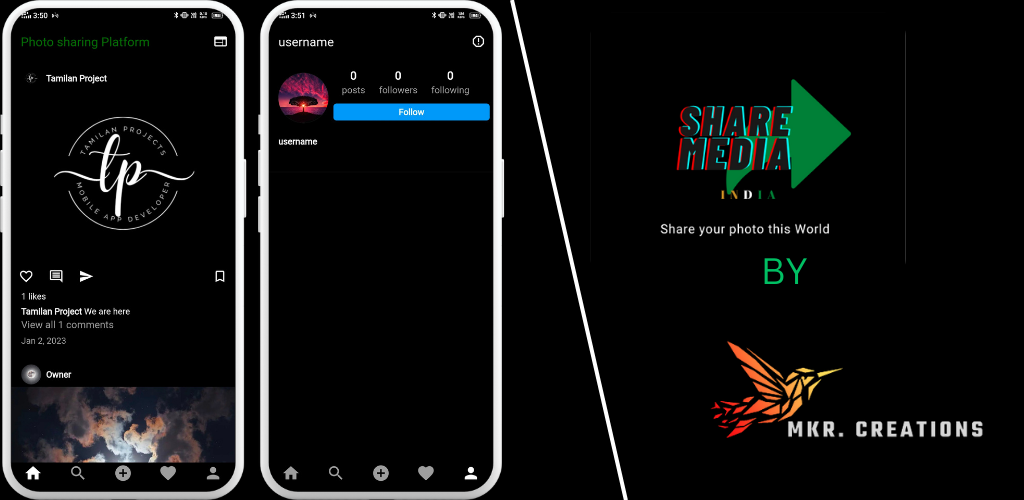 3:50
Photo sharing Platform
Tamilan Project
TAMILAN PROJECTS
tp
MOBILE APP DEVELOPER
1 likes
Tamilan Project We are here
View all 1 comments
Jan 2, 2023
Owner
3:51
username
0 0 0
posts followers following
Follow
username
SHARE
MEDIA
INDIA
Share your photo this World
BY
MKR. CREATIONS